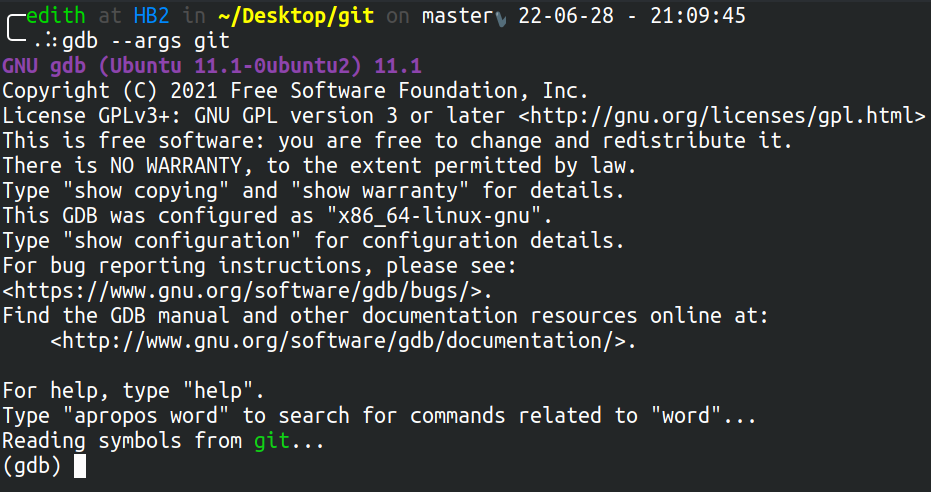 edith at HB2 in ~/Desktop/git on master✔ 22-06-28 - 21:09:45
.:gdb --args git
GNU gdb (Ubuntu 11.1-0ubuntu2) 11.1
Copyright (C) 2021 Free Software Foundation, Inc.
License GPLv3+: GNU GPL version 3 or later <http://gnu.org/licenses/gpl.html>
This is free software: you are free to change and redistribute it.
There is NO WARRANTY, to the extent permitted by law.
Type "show copying" and "show warranty" for details.
This GDB was configured as "x86_64-linux-gnu".
Type "show configuration" for configuration details.
For bug reporting instructions, please see:
<https://www.gnu.org/software/gdb/bugs/>.
Find the GDB manual and other documentation resources online at:
    <http://www.gnu.org/software/gdb/documentation/>.
For help, type "help".
Type "apropos word" to search for commands related to "word"...
Reading symbols from git...
(gdb)